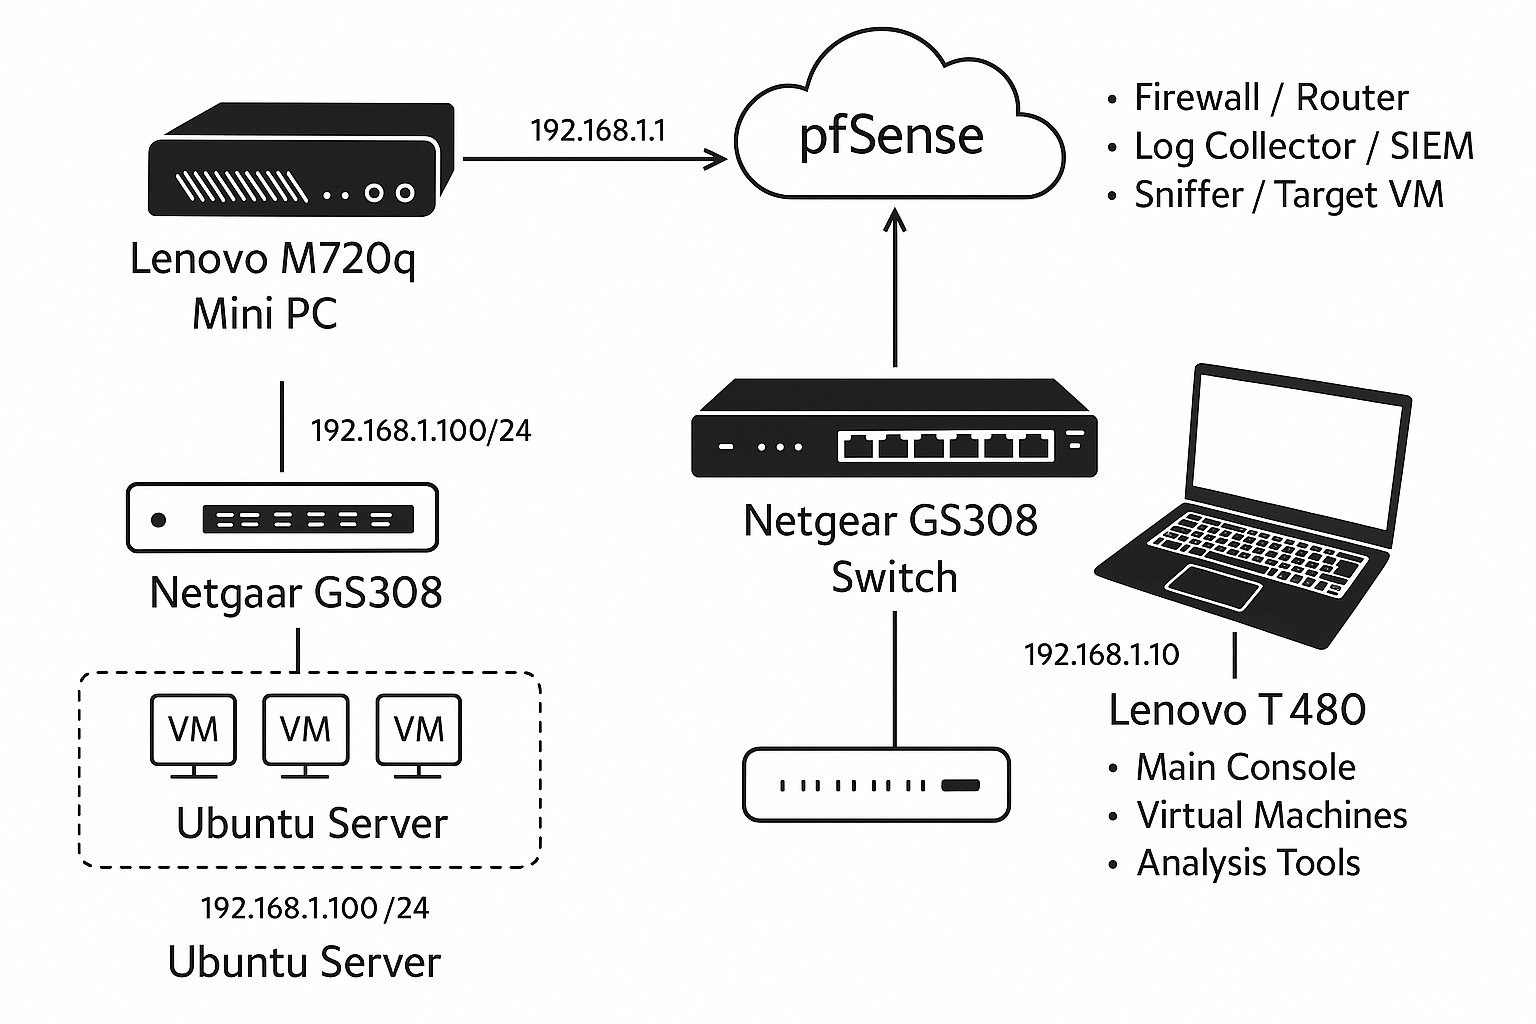 192.168.1.1
pfSense
• Firewall / Router
• Log Collector / SIEM
• Sniffer / Target VM
Lenovo M720q
Mini PC
192.168.1.100/24
Netgaar GS308
VM VM VM
Ubuntu Server
192.168.1.100 /24
Ubuntu Server
Netgear GS308
Switch
192.168.1.10
Lenovo T 480
• Main Console
• Virtual Machines
• Analysis Tools